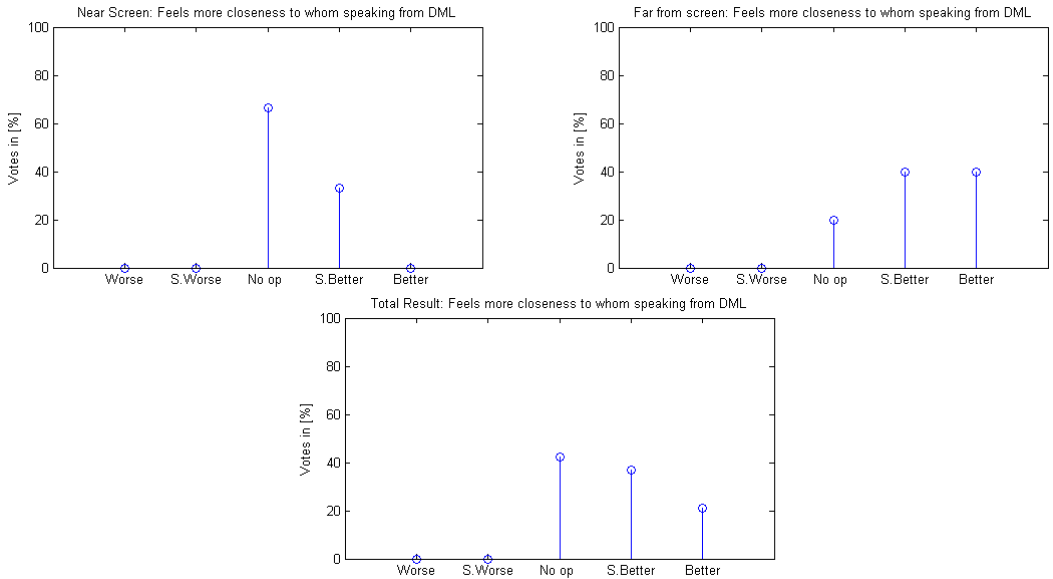 Near Screen: Feels more closeness to whom speaking from DML
100
80
60
40
20
0
Votes in [%]
Worse S.Worse No op S.Better Better
Far from screen: Feels more closeness to whom speaking from DML
100
80
60
40
20
0
Votes in [%]
Worse S.Worse No op S.Better Better
Total Result: Feels more closeness to whom speaking from DML
100
80
60
40
20
0
Votes in [%]
Worse S.Worse No op S.Better Better